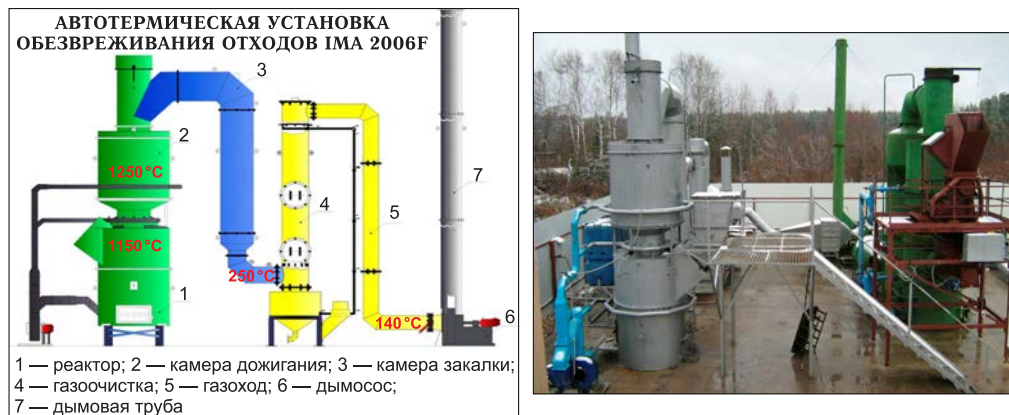 АВТОТЕРМИЧЕСКАЯ УСТАНОВКА
ОБЕЗВРЕЖИВАНИЯ ОТХОДОВ IMA 2006F
3
2
1250 °C
7
4
5
1150 °C
250 °C
1
140 °C
6
1 — реактор; 2 — камера дожигания; 3 — камера закалки;
4 — газоочистка; 5 — газоход; 6 — дымосос;
7 — дымовая труба